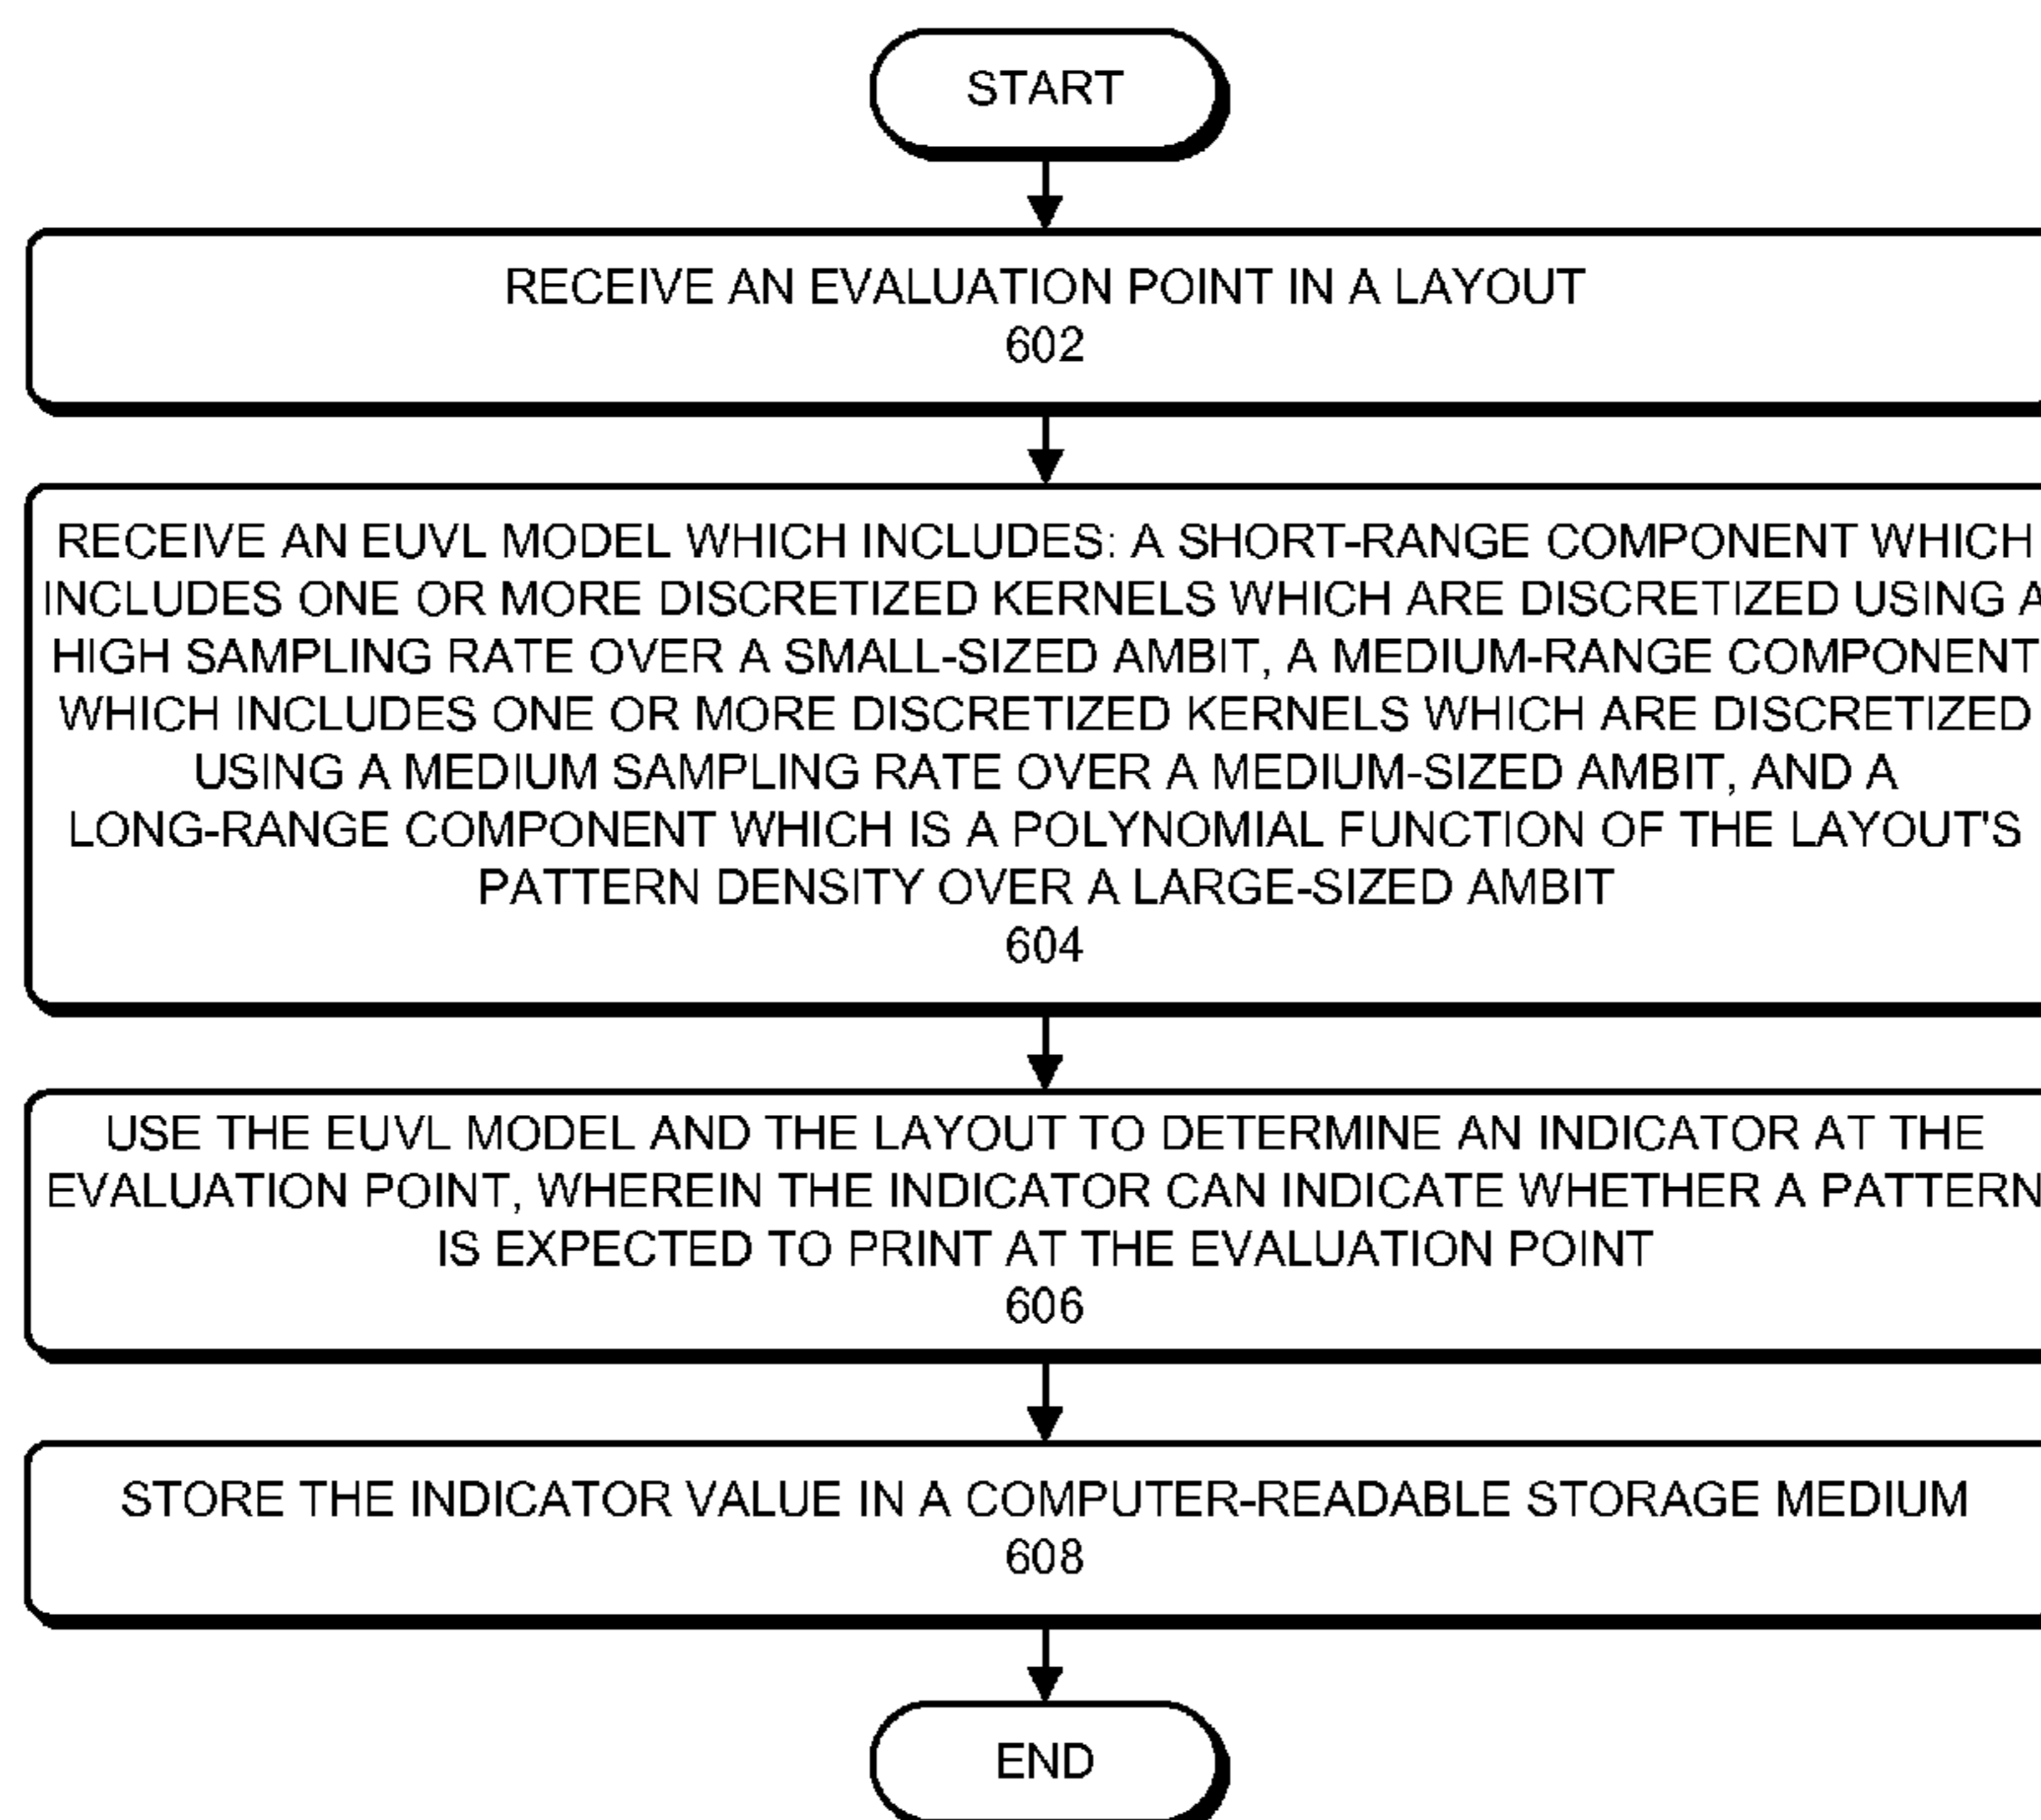 START
RECEIVE AN EVALUATION POINT IN A LAYOUT
602
RECEIVE AN EUVL MODEL WHICH INCLUDES: A SHORT-RANGE COMPONENT WHICH
INCLUDES ONE OR MORE DISCRETIZED KERNELS WHICH ARE DISCRETIZED USING A
HIGH SAMPLING RATE OVER A SMALL-SIZED AMBIT, A MEDIUM-RANGE COMPONENT
WHICH INCLUDES ONE OR MORE DISCRETIZED KERNELS WHICH ARE DISCRETIZED
USING A MEDIUM SAMPLING RATE OVER A MEDIUM-SIZED AMBIT, AND A
LONG-RANGE COMPONENT WHICH IS A POLYNOMIAL FUNCTION OF THE LAYOUT'S
PATTERN DENSITY OVER A LARGE-SIZED AMBIT
604
USE THE EUVL MODEL AND THE LAYOUT TO DETERMINE AN INDICATOR AT THE
EVALUATION POINT, WHEREIN THE INDICATOR CAN INDICATE WHETHER A PATTERN
IS EXPECTED TO PRINT AT THE EVALUATION POINT
606
STORE THE INDICATOR VALUE IN A COMPUTER-READABLE STORAGE MEDIUM
608
END